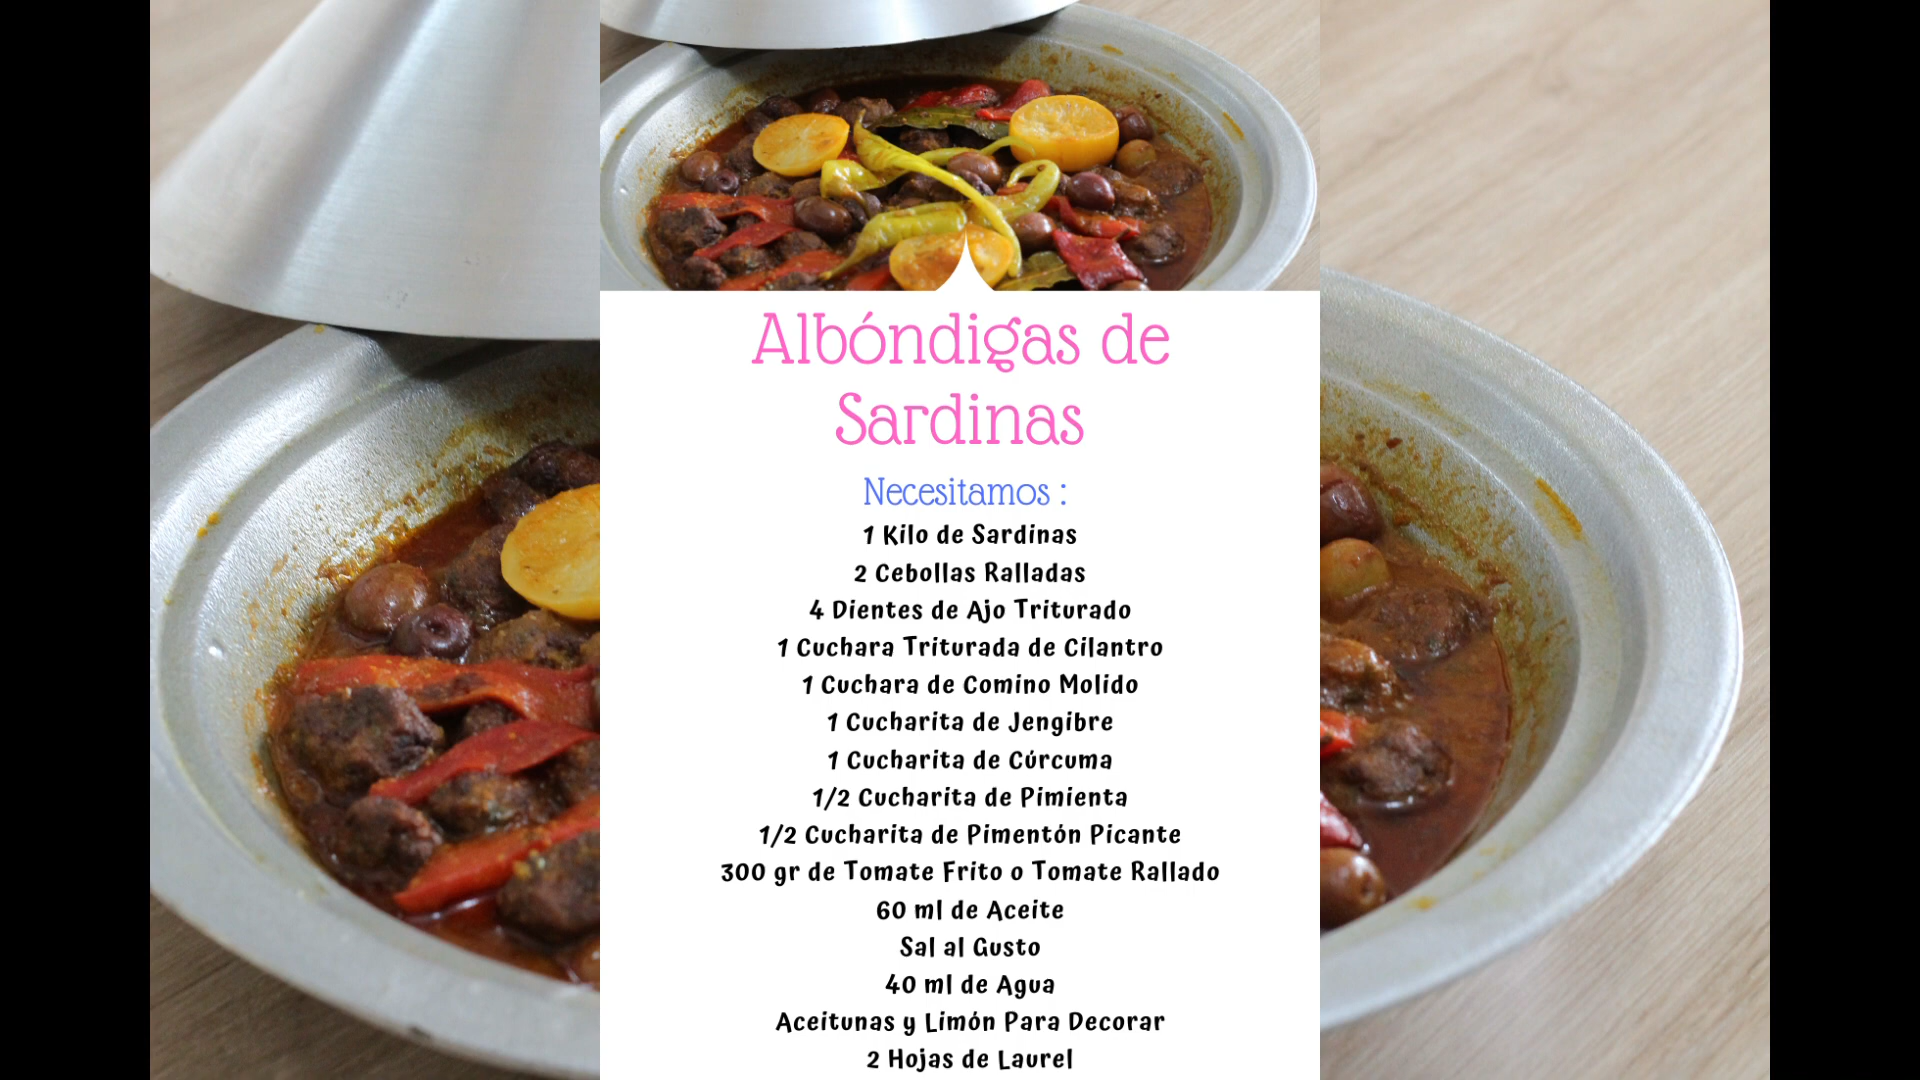 Albóndigas de
Sardinas
Necesitamos :
1 Kilo de Sardinas
2 Cebollas Ralladas
4 Dientes de Ajo Triturado
1 Cuchara Triturada de Cilantro
1 Cuchara de Comino Molido
1 Cucharita de Jengibre
1 Cucharita de Cúrcuma
1/2 Cucharita de Pimienta
1/2 Cucharita de Pimentón Picante
300 gr de Tomate Frito o Tomate Rallado
60 ml de Aceite
Sal al Gusto
40 ml de Agua
Aceitunas y Limón Para Decorar
2 Hojas de Laurel